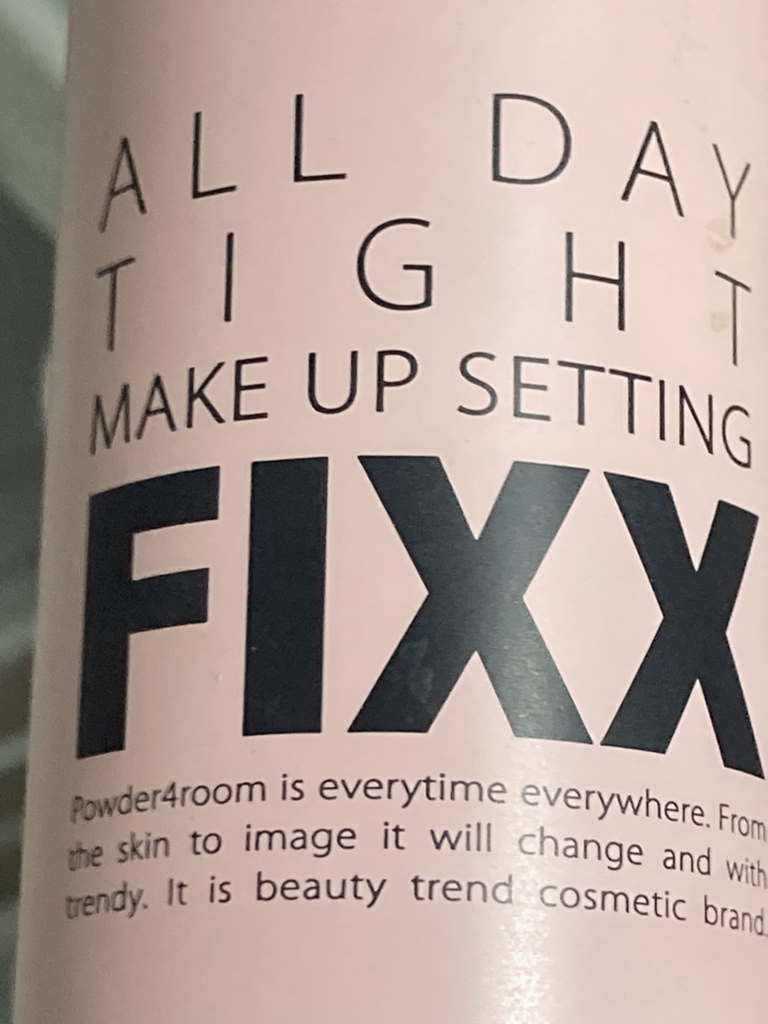 ALL DAY
TIGHT
MAKE UP SETTING
FIXX
Powder4room is everytime everywhere. From
the skin to image it will change and with
trendy. It is beauty trend cosmetic brand.